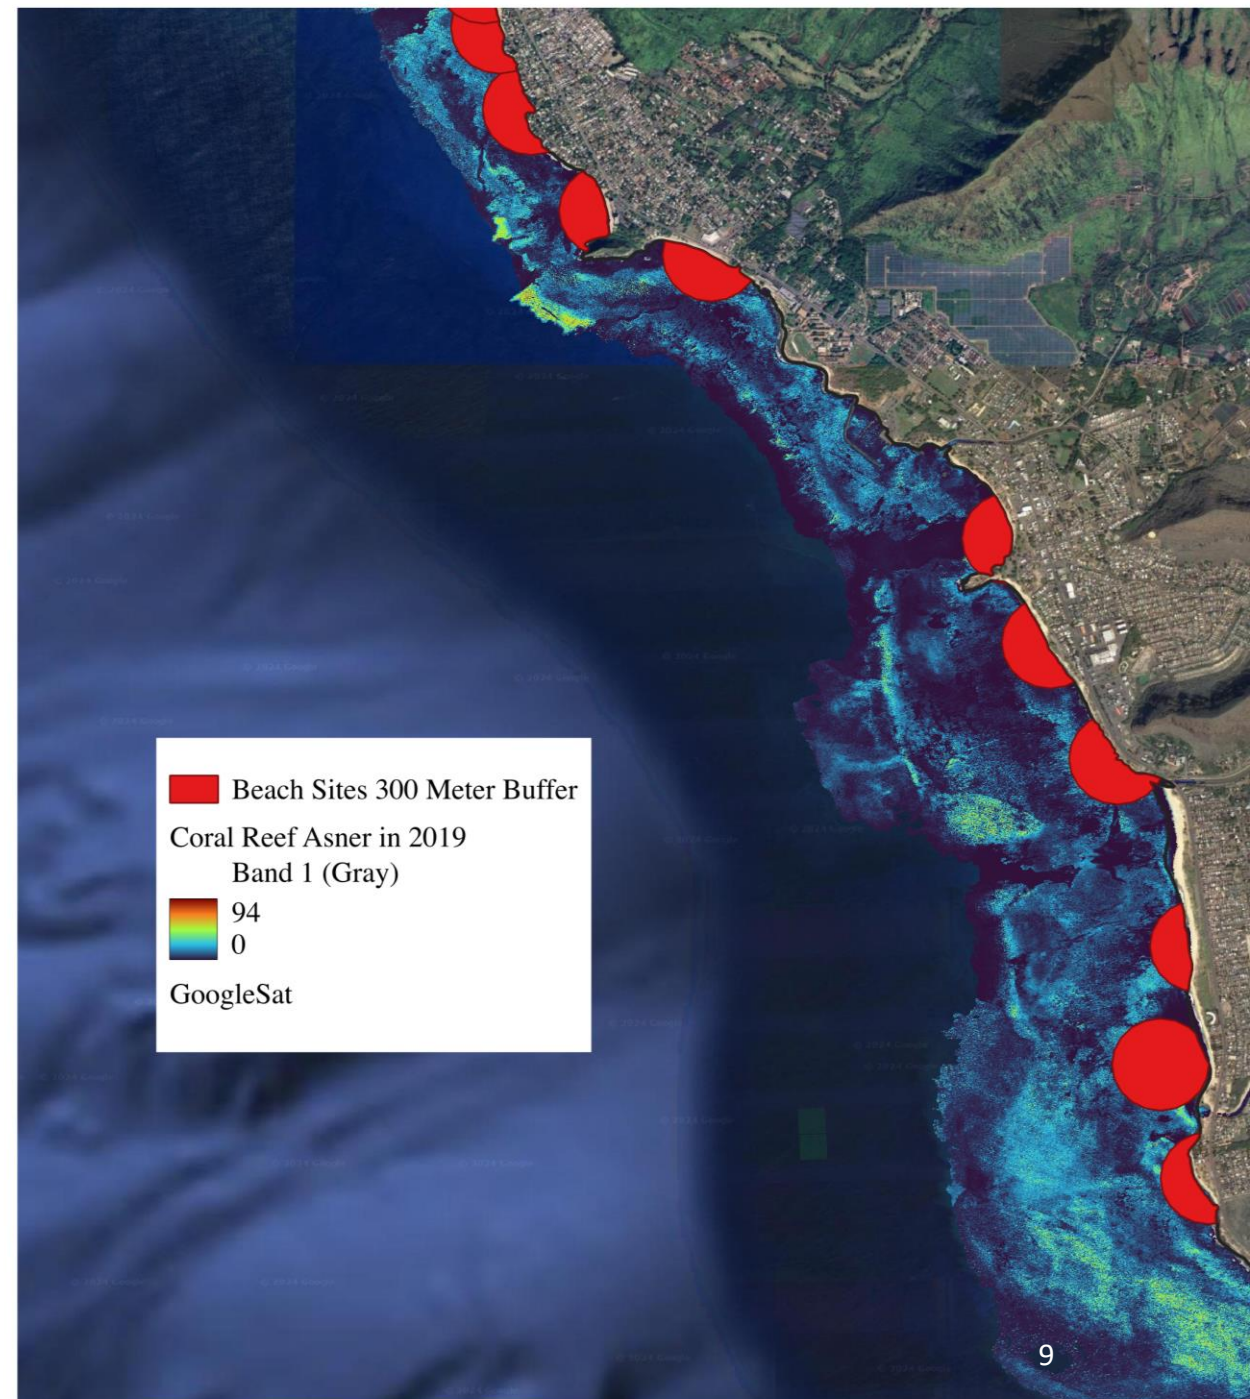 Beach Sites 300 Meter Buffer
Coral Reef Asner in 2019
Band 1 (Gray)
94
0
GoogleSat
9